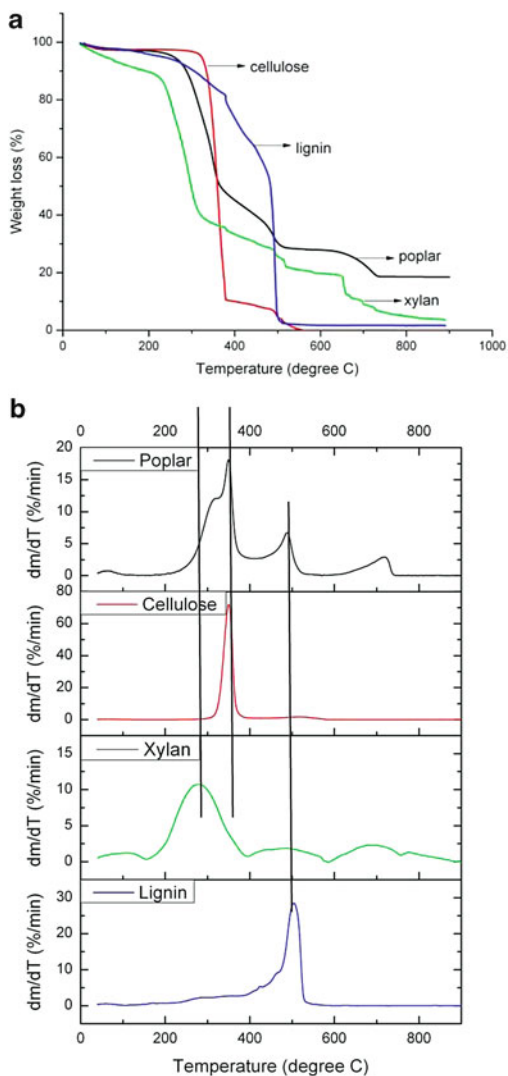 a
100
80
60
40
20
0
Weight loss (%)
cellulose
lignin
poplar
xylan
0 200 400 600 800 1000
Temperature (degree C)
b
0 200 400 600 800
20
15
10
5
0
dm/dT (%/min)
Poplar
80
60
40
20
0
dm/dT (%/min)
Cellulose
15
10
5
0
dm/dT (%/min)
Xylan
30
20
10
0
dm/dT (%/min)
Lignin
0 200 400 600 800
Temperature (degree C)